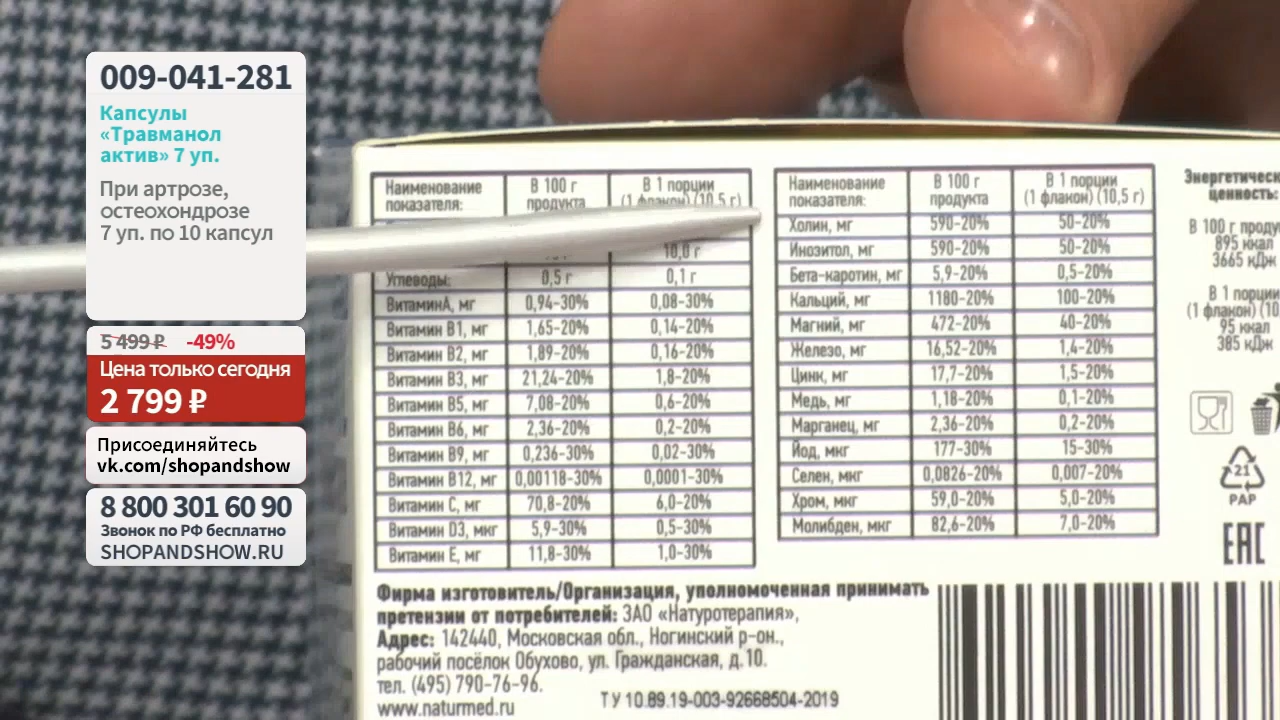 009-041-281
Капсулы
«Травманол
актив» 7 уп.
При артрозе,
остеохондрозе
7 уп. по 10 капсул
5 499 ₽ -49%
Цена только сегодня
2 799 ₽
Присоединяйтесь
vk.com/shopandshow
8 800 301 60 90
Звонок по РФ бесплатно
SHOPANDSHOW.RU
Наименование показателя: В 100 г продукта В 1 порции (1 флакон) (10,5 г)
10,0 г
Углеводы: 0,5 г 0,1 г
ВитаминА, мг 0,94-30% 0,08-30%
Витамин В1, мг 1,65-20% 0,14-20%
Витамин В2, мг 1,89-20% 0,16-20%
Витамин В3, мг 21,24-20% 1,8-20%
Витамин В5, мг 7,08-20% 0,6-20%
Витамин В6, мг 2,36-20% 0,2-20%
Витамин В9, мг 0,236-30% 0,02-30%
Витамин В12, мг 0,00118-30% 0,0001-30%
Витамин С, мг 70,8-20% 6,0-20%
Витамин D3, мкг 5,9-30% 0,5-30%
Витамин Е, мг 11,8-30% 1,0-30%
Наименование показателя: В 100 г продукта В 1 порции (1 флакон) (10,5 г)
Холин, мг 590-20% 50-20%
Инозитол, мг 590-20% 50-20%
Бета-каротин, мг 5,9-20% 0,5-20%
Кальций, мг 1180-20% 100-20%
Магний, мг 472-20% 40-20%
Железо, мг 16,52-20% 1,4-20%
Цинк, мг 17,7-20% 1,5-20%
Медь, мг 1,18-20% 0,1-20%
Марганец, мг 2,36-20% 0,2-20%
Йод, мкг 177-30% 15-30%
Селен, мкг 0,0826-20% 0,007-20%
Хром, мкг 59,0-20% 5,0-20%
Молибден, мкг 82,6-20% 7,0-20%
ценность:
В 100 г
895 ккал
3665 кДж
В 1 порции
(1 флакон)
95 ккал
385 кДж
21
PAP
EAC
Фирма изготовитель/Организация, уполномоченная принимать
претензии от потребителей: ЗАО «Натуротерапия»,
Адрес: 142440, Московская обл., Ногинский р-он.,
рабочий посёлок Обухово, ул. Гражданская, д.10.
тел. (495) 790-76-96.
ТУ 10.89.19-003-92668504-2019
www.naturmed.ru